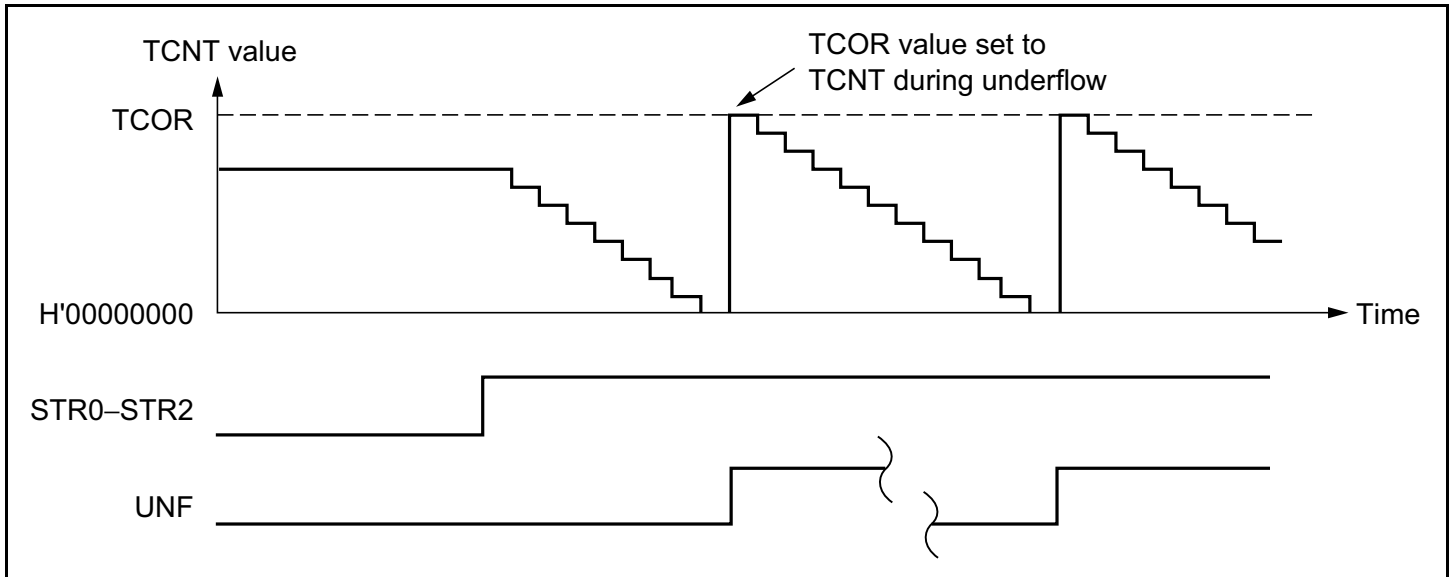 TCNT value
TCOR value set to
TCNT during underflow
TCOR
H'00000000
Time
STR0–STR2
UNF